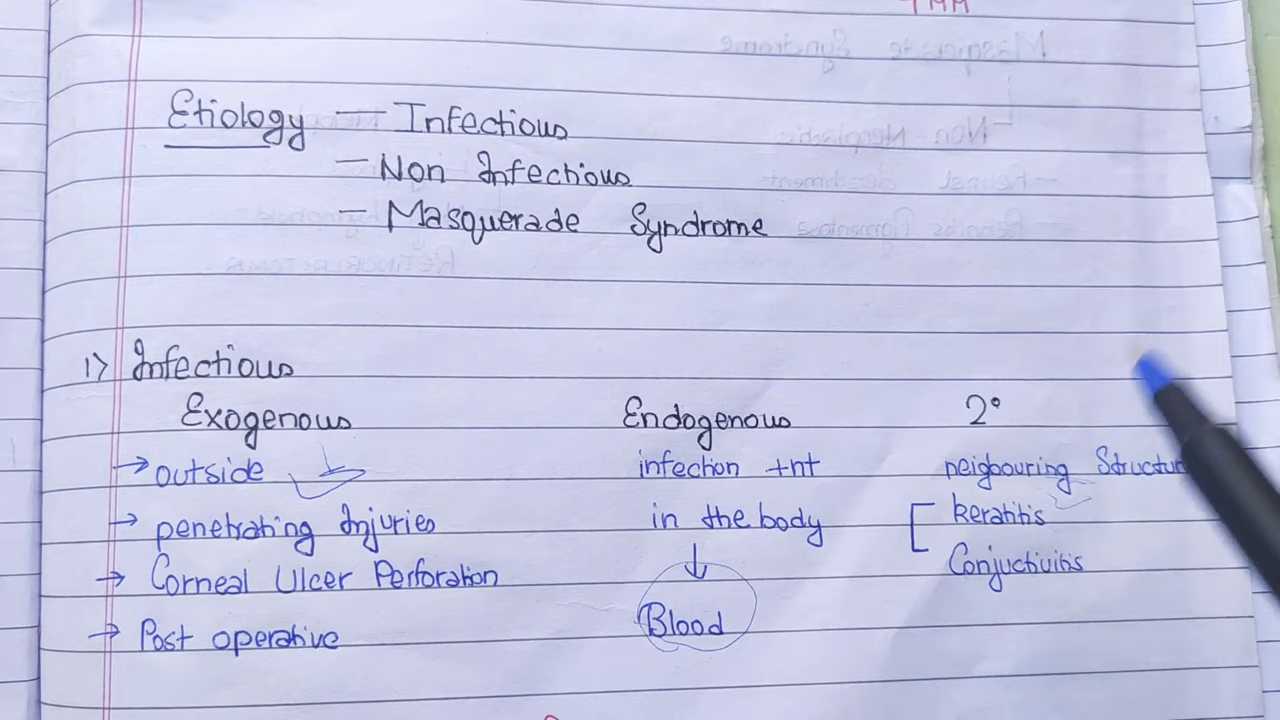 Etiology — Infectious
— Non Infectious
— Masquerade Syndrome
1) Infectious
Exogenous Endogenous 2°
→ outside infection +nt neigbouring
→ penetrating Injuries in the body keratitis
→ Corneal Ulcer Perforation ↓ Conjuctivitis
→ Post operative Blood